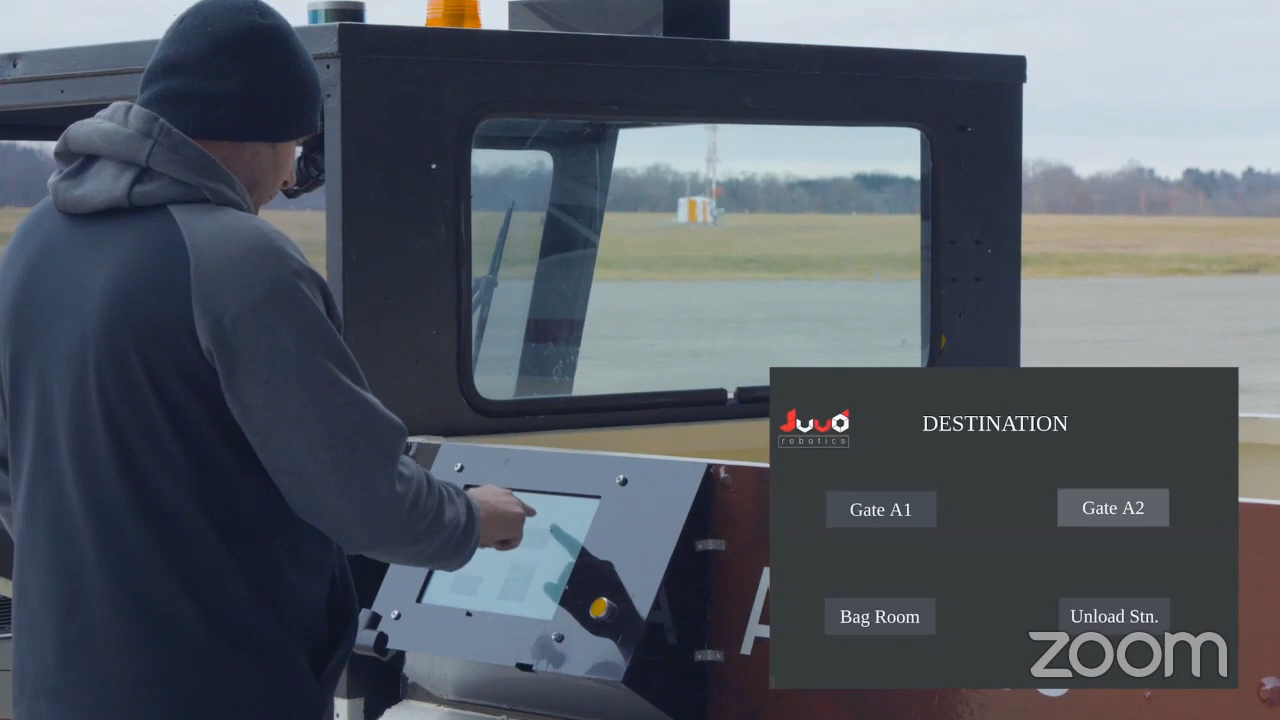 Juvo
robotics
DESTINATION
Gate A1
Gate A2
Bag Room
Unload Stn.
zoom
A